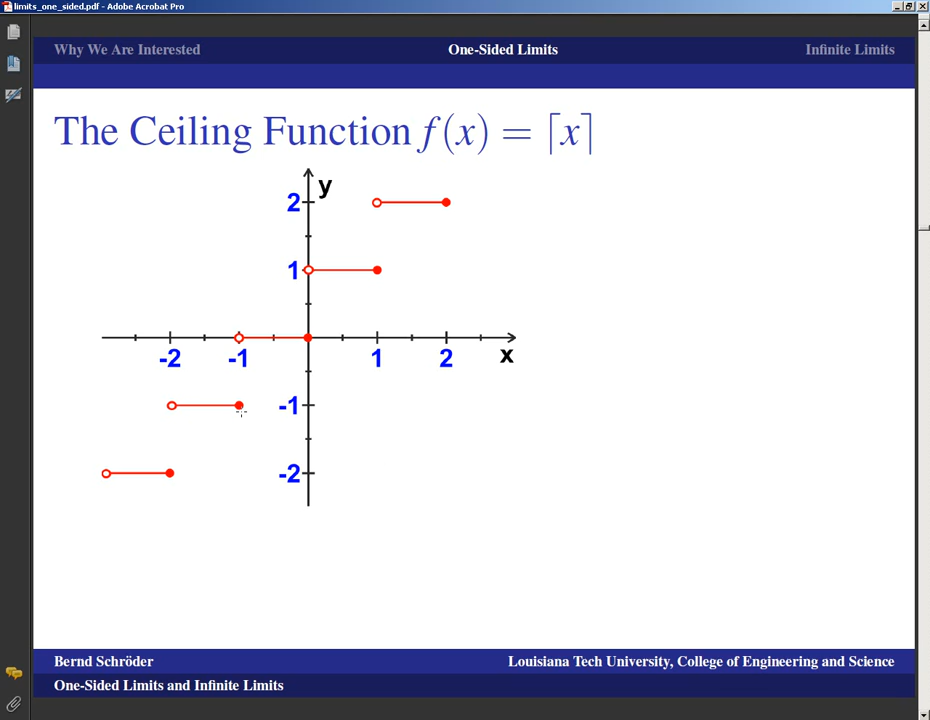 limits_one_sided.pdf - Adobe Acrobat Pro
Why We Are Interested One-Sided Limits Infinite Limits
The Ceiling Function f(x) = ⌈x⌉
y
2
1
-2 -1 1 2
x
-1
-2
Bernd Schröder Louisiana Tech University, College of Engineering and Science
One-Sided Limits and Infinite Limits